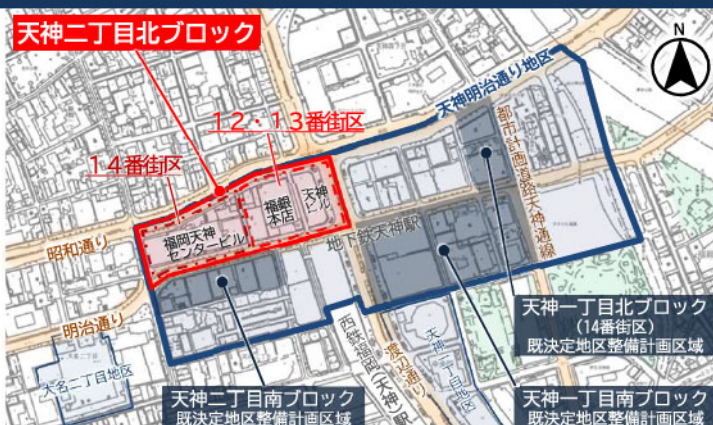 天神二丁目北ブロック
N
天神明治通り地区
12・13番街区
14番街区
都市計画道路天神通線
福銀
本店
天神
ビル
福岡天神
センタービル
地下鉄天神駅
昭和通り
明治通り
大名二丁目地区
西鉄福岡(天神)駅
渡辺通り
天神一丁目地区
天神一丁目北ブロック
(14番街区)
既決定地区整備計画区域
天神二丁目南ブロック
既決定地区整備計画区域
天神一丁目南ブロック
既決定地区整備計画区域